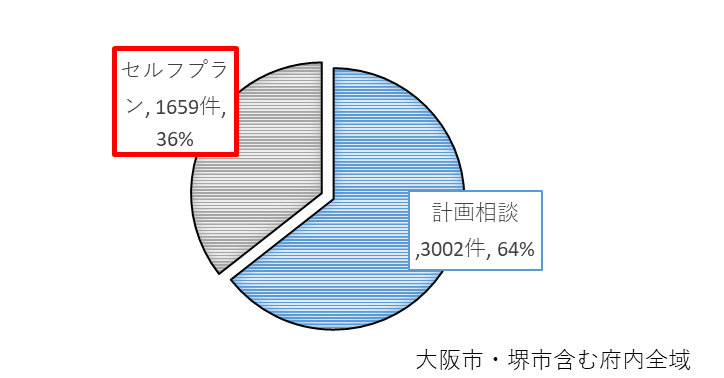 セルフプラ
ン, 1659件,
36%
計画相談
,3002件, 64%
大阪市・堺市含む府内全域